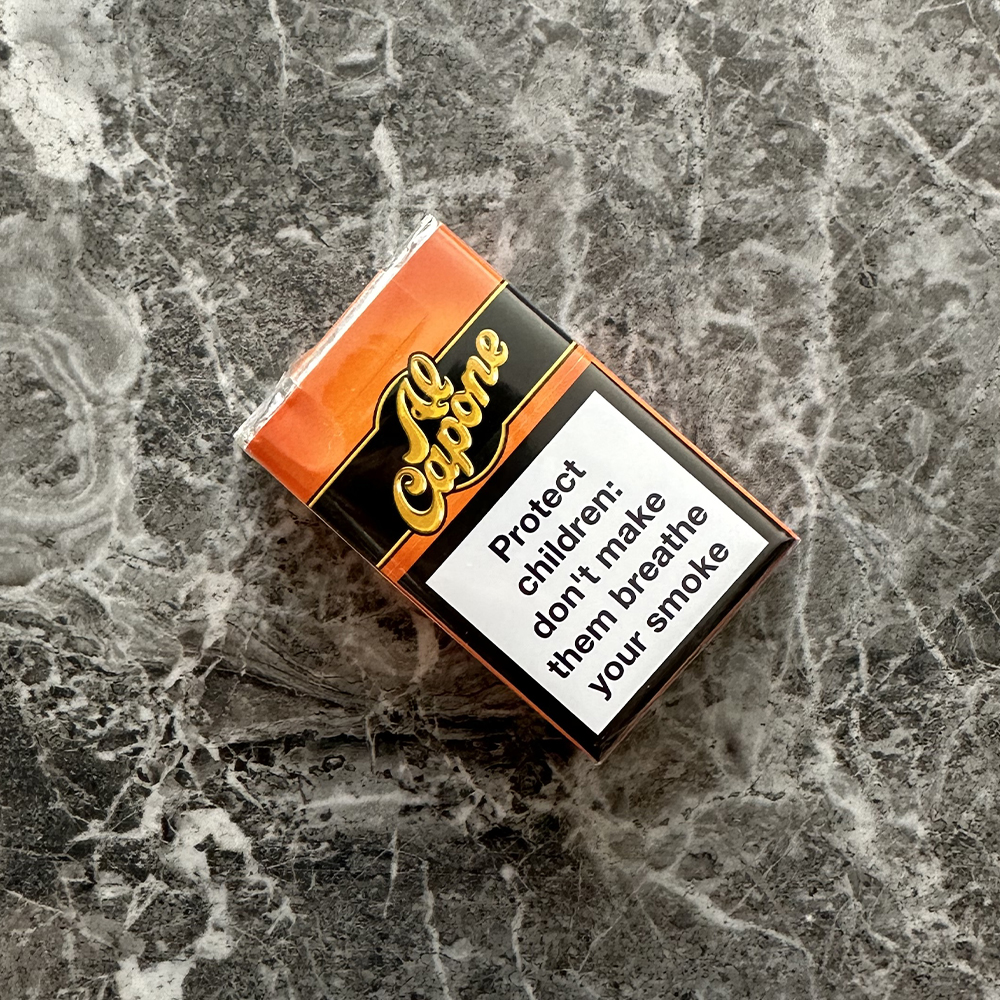 Al
Capone
Protect
children:
don't make
them breathe
your smoke